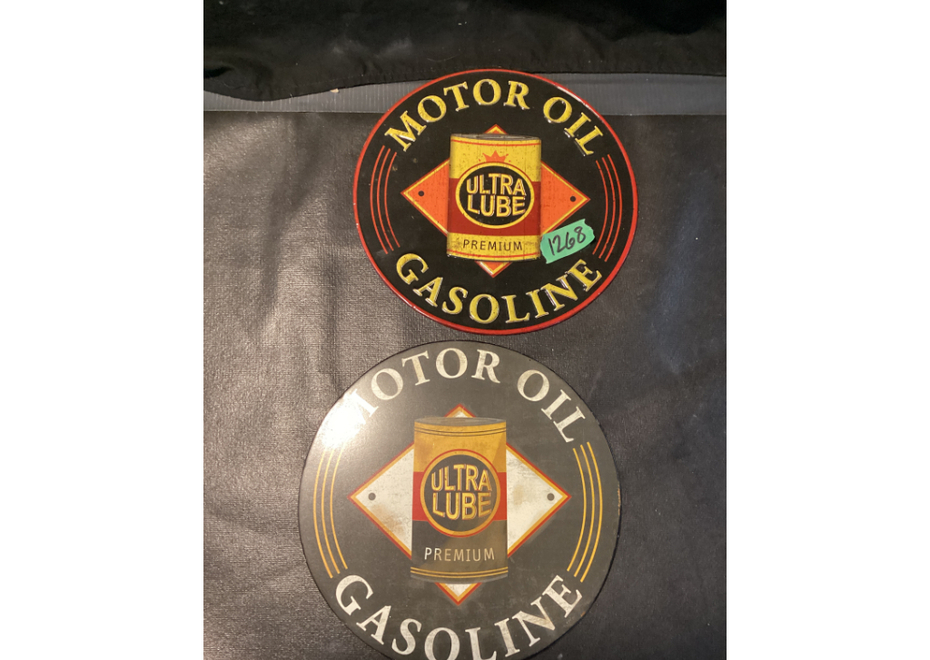 MOTOR OIL
ULTRA
LUBE
PREMIUM
1268
GASOLINE
MOTOR OIL
ULTRA
LUBE
PREMIUM
GASOLINE